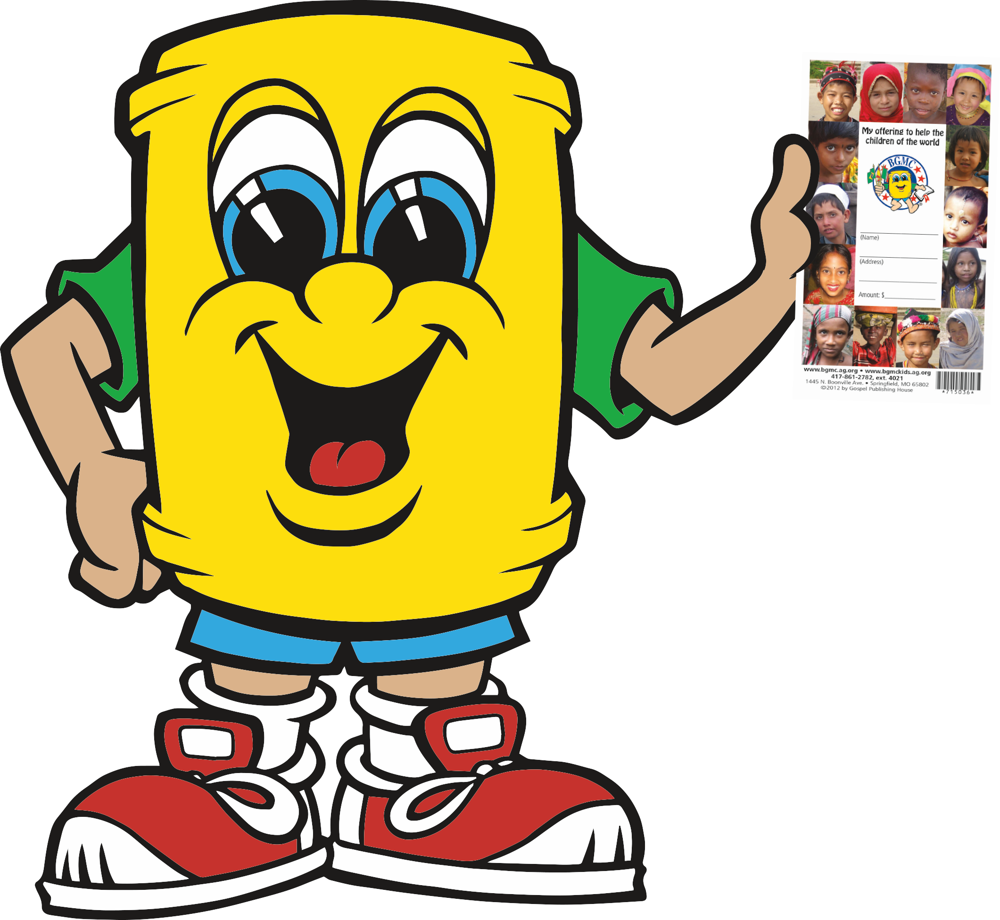 My offering to help the
children of the world
BGMC
(Name)
(Address)
Amount: $
www.bgmc.ag.org • www.bgmckids.ag.org
417-861-2782, ext. 4021
1445 N. Boonville Ave. • Springfield, MO 65802
©2012 by Gospel Publishing House
*715036*